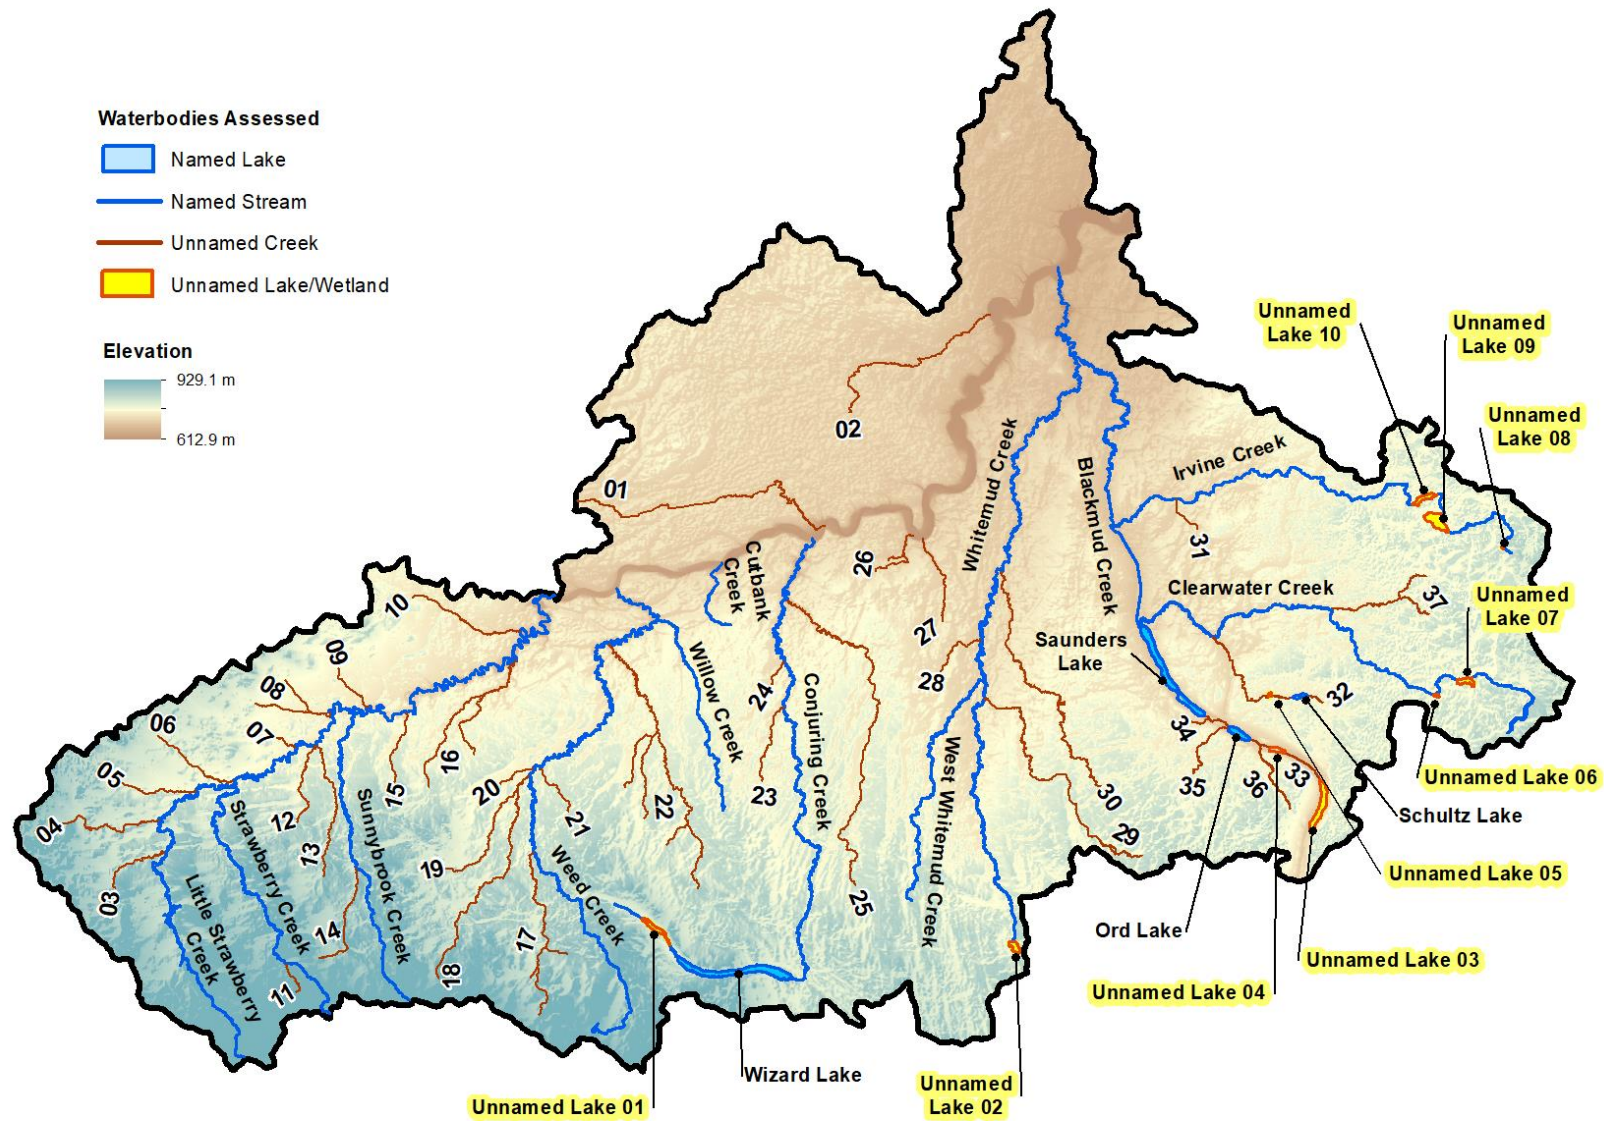 Waterbodies Assessed
Named Lake
Named Stream
Unnamed Creek
Unnamed Lake/Wetland
Elevation
929.1 m
612.9 m
Unnamed
Lake 10
Unnamed
Lake 09
Unnamed
Lake 08
02
Whitemud Creek
Blackmud Creek
Irvine Creek
01
31
26
Cutbank
Creek
Clearwater Creek
37
Unnamed
Lake 07
10
27
Saunders
Lake
09
08
28
Willow Creek
24
Conjuring Creek
32
06
07
34
West Whitemud Creek
16
05
20
15
23
22
35
36
33
30
Unnamed Lake 06
Schultz Lake
04
12
Strawberry Creek
Sunnybrook Creek
21
29
13
19
Weed Creek
Unnamed Lake 05
03
Little Strawberry
Creek
25
14
17
Ord Lake
18
11
Unnamed Lake 03
Unnamed Lake 04
Wizard Lake
Unnamed
Lake 02
Unnamed Lake 01